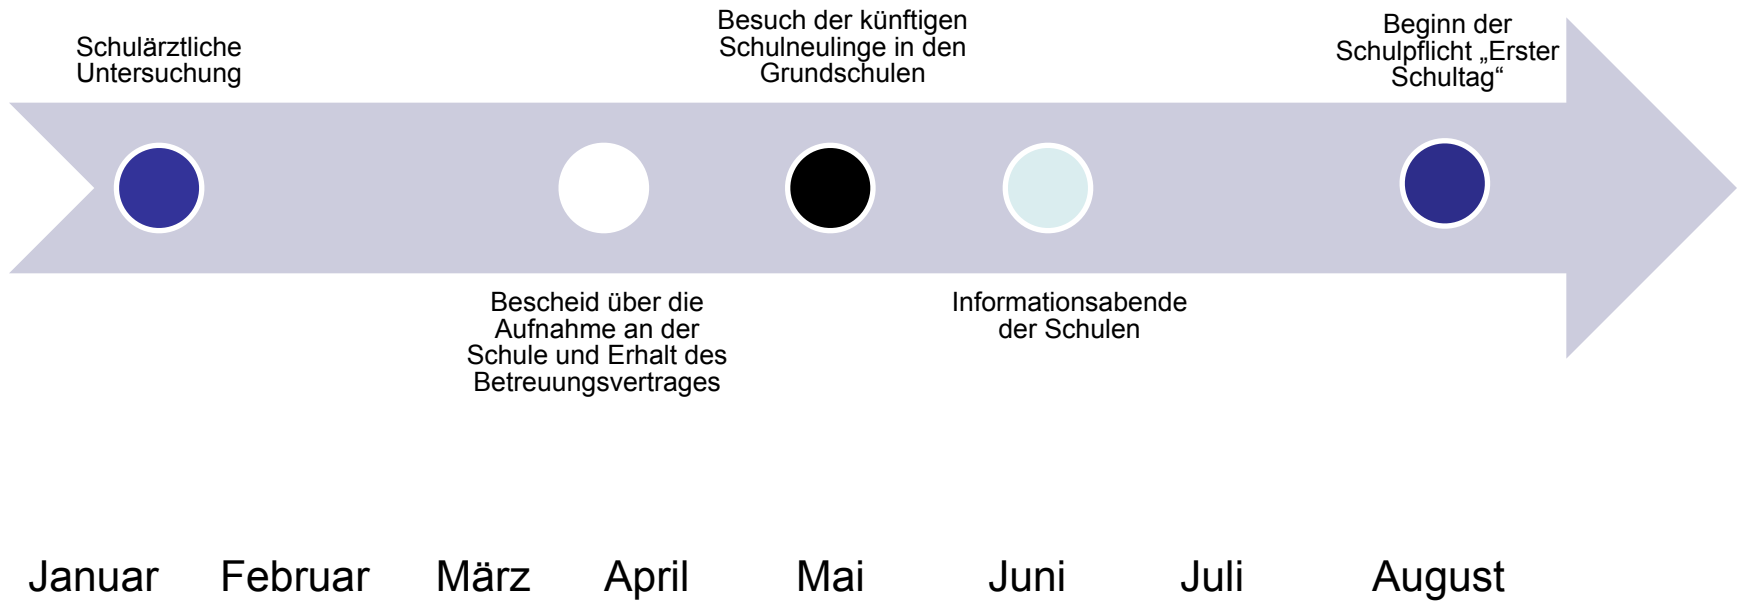 Schulärztliche
Untersuchung
Besuch der künftigen
Schulneulinge in den
Grundschulen
Beginn der
Schulpflicht „Erster
Schultag“
Bescheid über die
Aufnahme an der
Schule und Erhalt des
Betreuungsvertrages
Informationsabende
der Schulen
Januar Februar März April Mai Juni Juli August